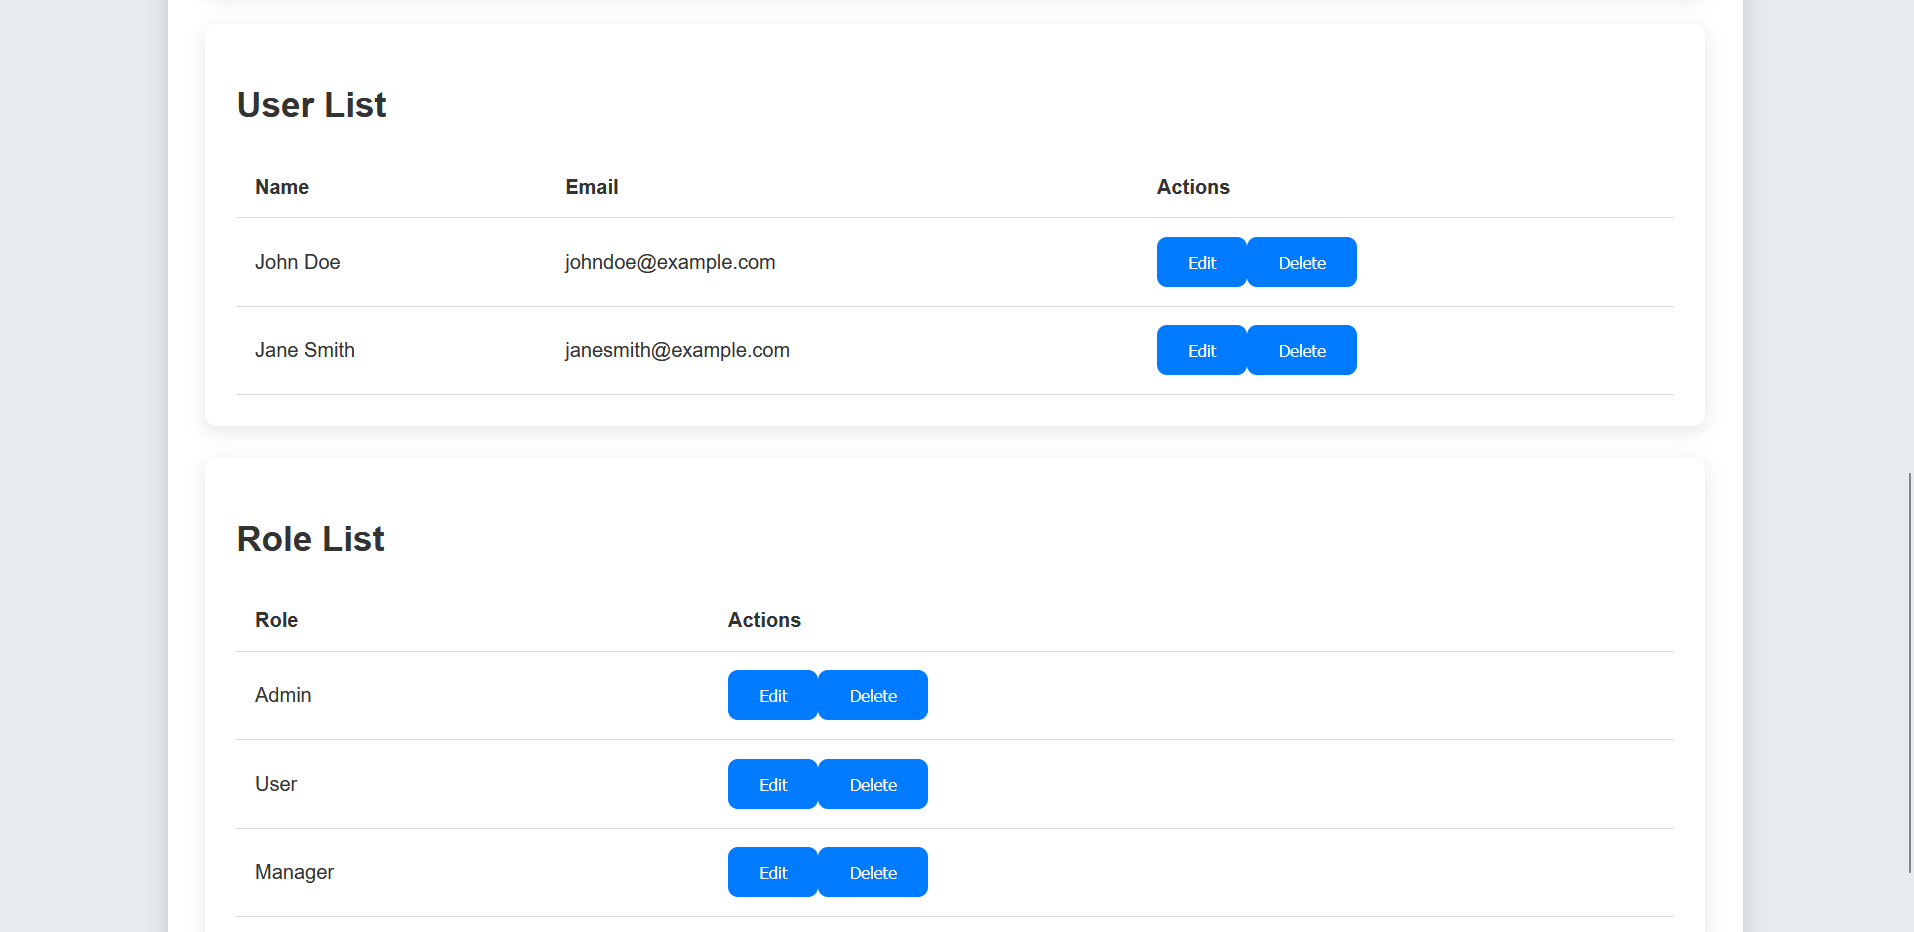 User List
Name Email Actions
John Doe johndoe@example.com Edit Delete
Jane Smith janesmith@example.com Edit Delete
Role List
Role Actions
Admin Edit Delete
User Edit Delete
Manager Edit Delete